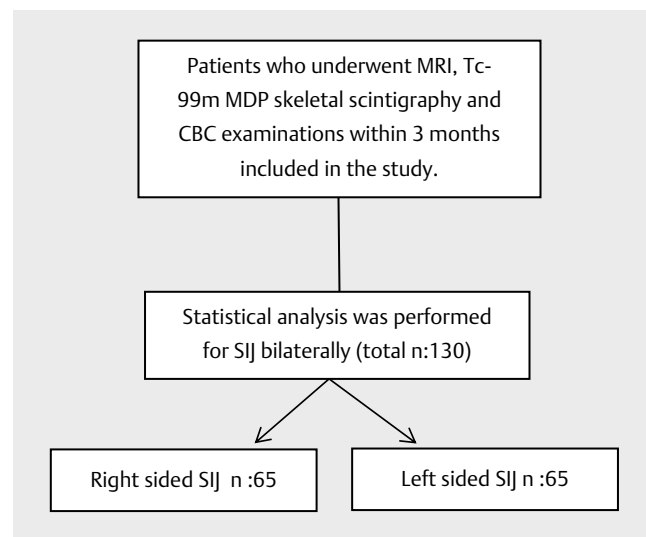 Patients who underwent MRI, Tc-
99m MDP skeletal scintigraphy and
CBC examinations within 3 months
included in the study.
Statistical analysis was performed
for SIJ bilaterally (total n:130)
Right sided SIJ n :65
Left sided SIJ n :65